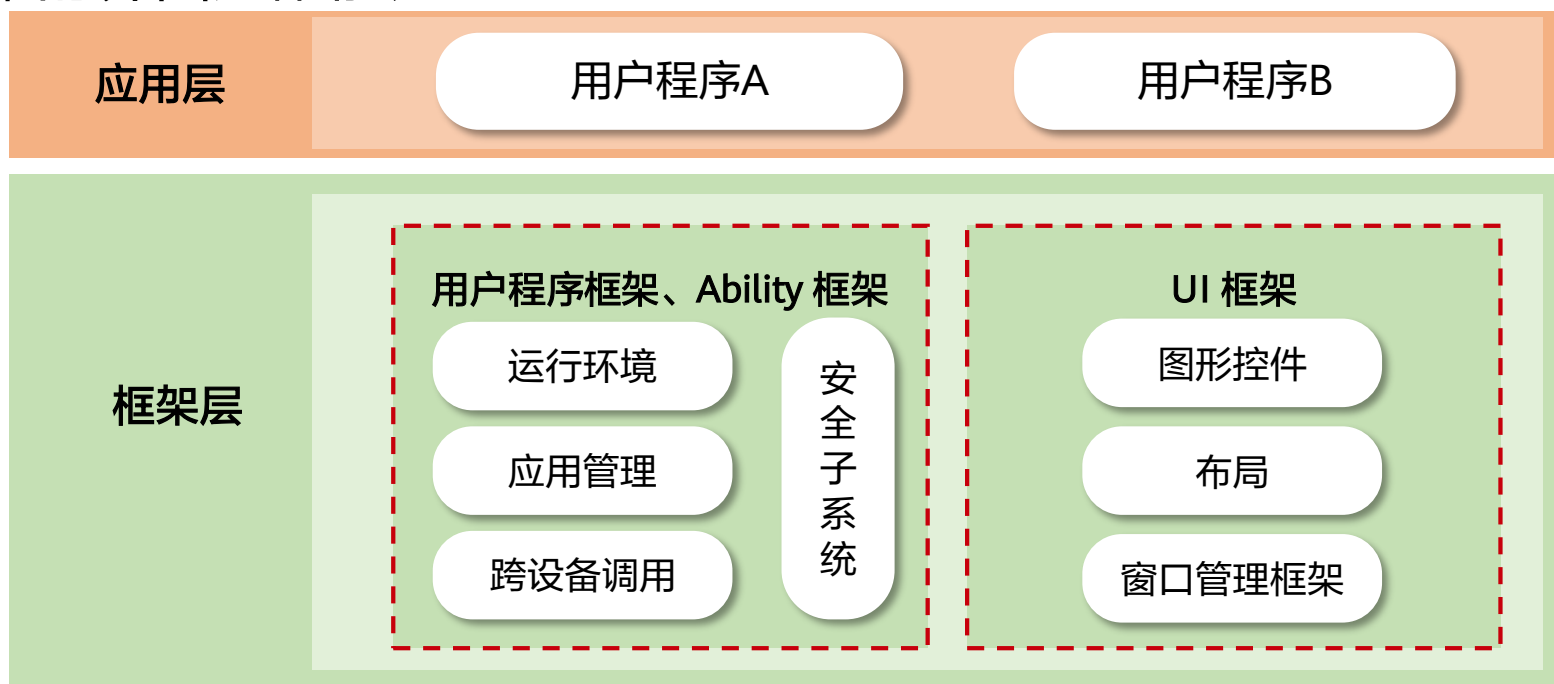 应用层
用户程序A
用户程序B
框架层
用户程序框架、Ability 框架
运行环境
应用管理
跨设备调用
安全子系统
UI 框架
图形控件
布局
窗口管理框架